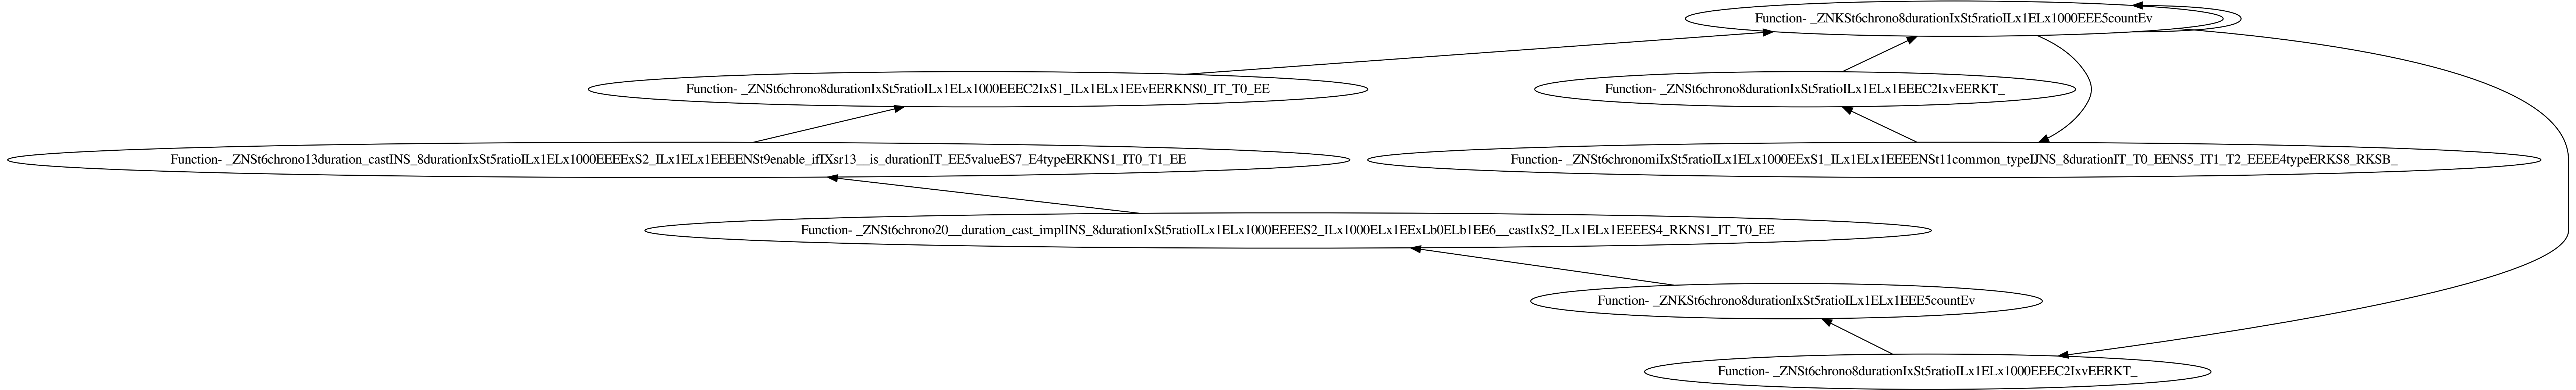 Function- _ZNKSt6chrono8durationIxSt5ratioILx1ELx1000EEE5countEv
Function- _ZNSt6chrono8durationIxSt5ratioILx1ELx1000EEEC2IxS1_ILx1ELx1EEvEERKNS0_IT_T0_EE
Function- _ZNSt6chrono8durationIxSt5ratioILx1ELx1EEEC2IxvEERKT_
Function- _ZNSt6chrono13duration_castINS_8durationIxSt5ratioILx1ELx1000EEEExS2_ILx1ELx1EEEENSt9enable_ifIXsr13__is_durationIT_EE5valueES7_E4typeERKNS1_IT0_T1_EE
Function- _ZNSt6chronomiIxSt5ratioILx1ELx1000EExS1_ILx1ELx1EEEENSt11common_typeIJNS_8durationIT_T0_EENS5_IT1_T2_EEEE4typeERKS8_RKSB_
Function- _ZNSt6chrono20__duration_cast_implINS_8durationIxSt5ratioILx1ELx1000EEEES2_ILx1000ELx1EExLb0ELb1EE6__castIxS2_ILx1ELx1EEEES4_RKNS1_IT_T0_EE
Function- _ZNKSt6chrono8durationIxSt5ratioILx1ELx1EEE5countEv
Function- _ZNSt6chrono8durationIxSt5ratioILx1ELx1000EEEC2IxvEERKT_